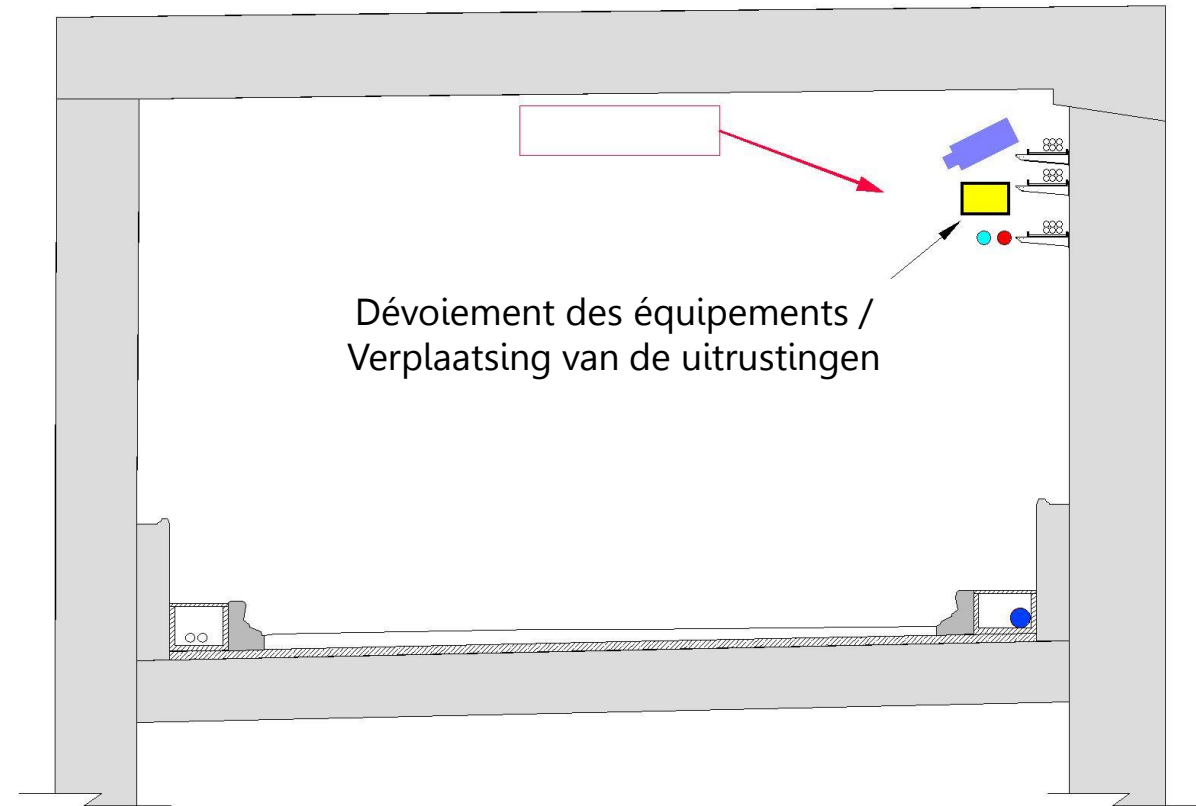 Dévoiement des équipements /
Verplaatsing van de uitrustingen